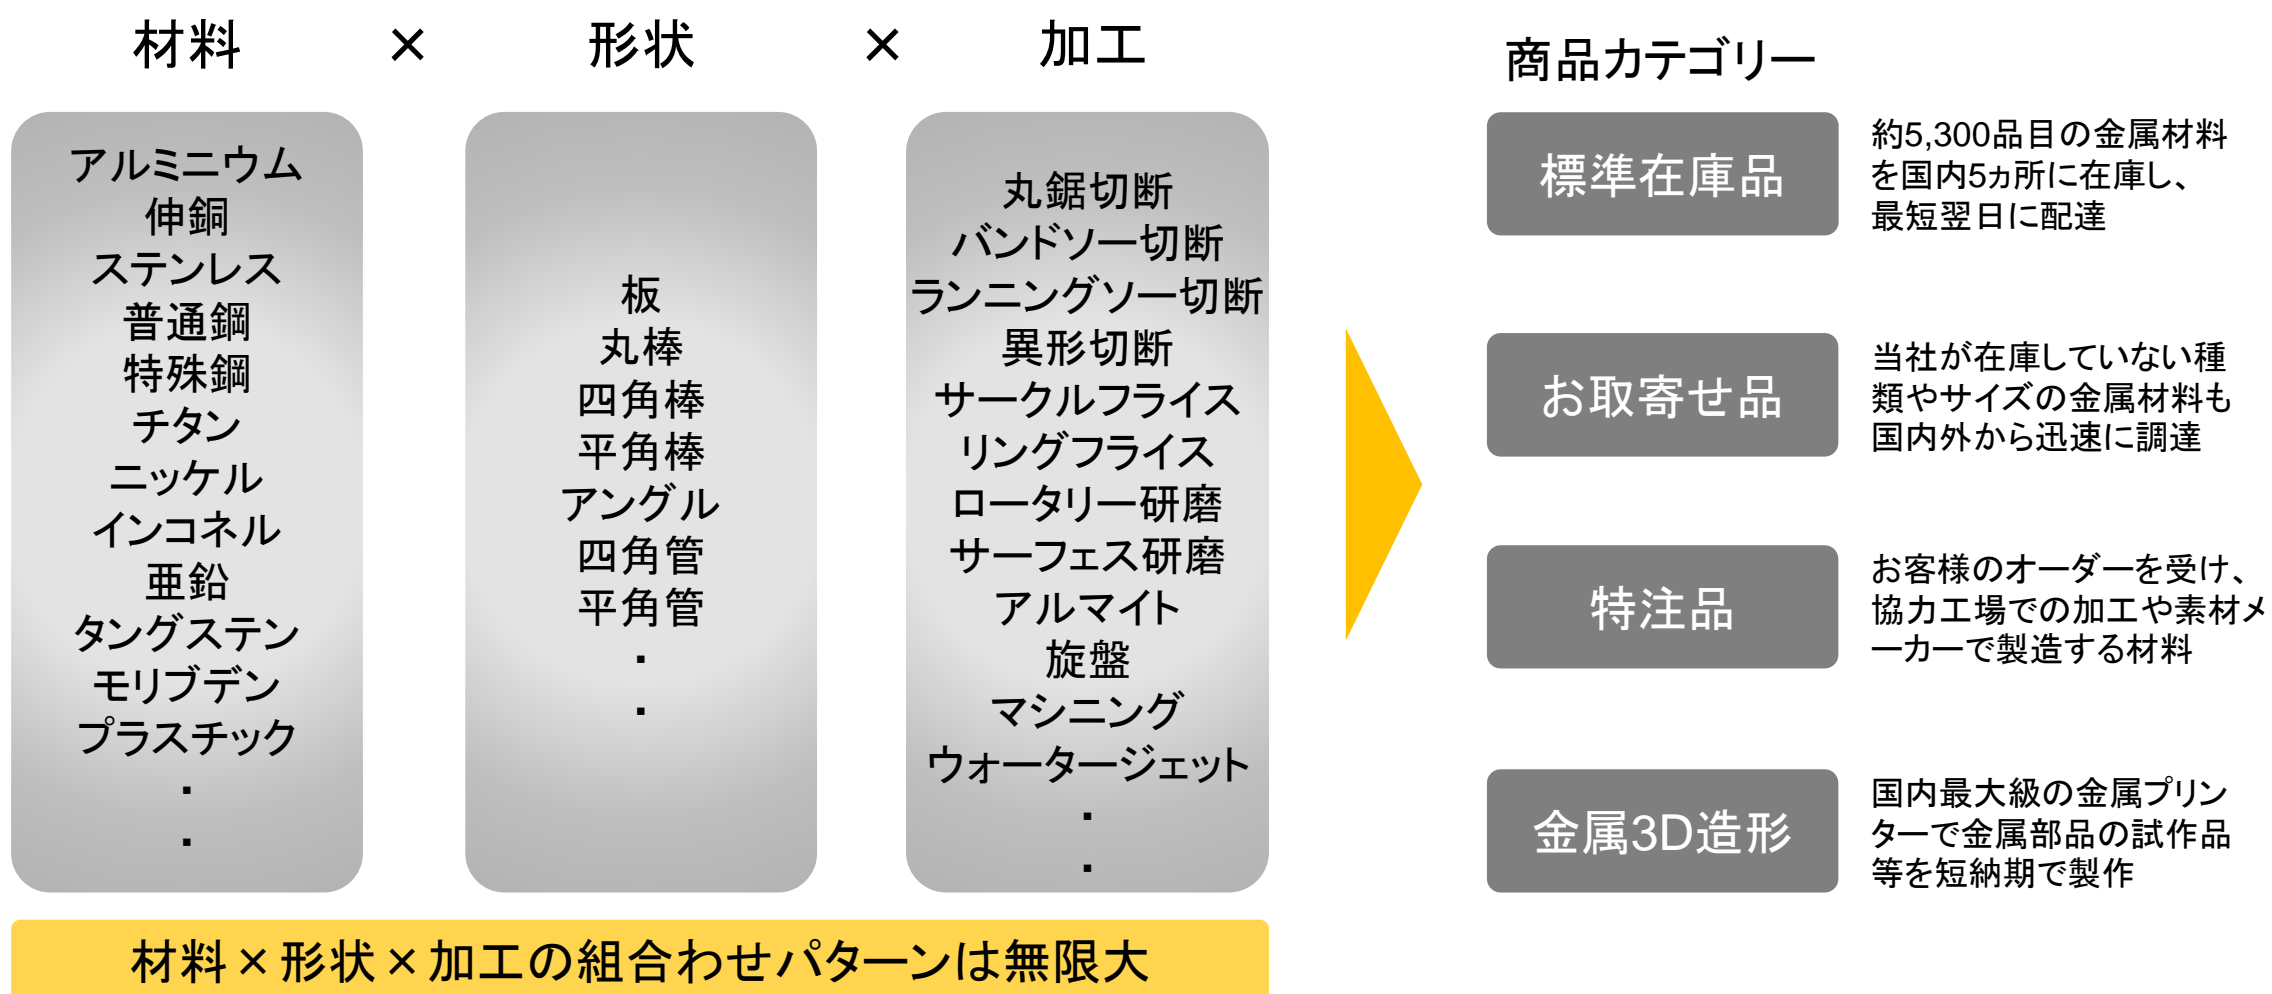 材料 × 形状 × 加工
アルミニウム
伸銅
ステンレス
普通鋼
特殊鋼
チタン
ニッケル
インコネル
亜鉛
タングステン
モリブデン
プラスチック
・
・
板
丸棒
四角棒
平角棒
アングル
四角管
平角管
・
・
丸鋸切断
バンドソー切断
ランニングソー切断
異形切断
サークルフライス
リングフライス
ロータリー研磨
サーフェス研磨
アルマイト
旋盤
マシニング
ウォータージェット
・
・
材料×形状×加工の組合わせパターンは無限大
商品カテゴリー
標準在庫品
約5,300品目の金属材料
を国内5ヵ所に在庫し、
最短翌日に配達
お取寄せ品
当社が在庫していない種
類やサイズの金属材料も
国内外から迅速に調達
特注品
お客様のオーダーを受け、
協力工場での加工や素材メ
ーカーで製造する材料
金属3D造形
国内最大級の金属プリン
ターで金属部品の試作品
等を短納期で製作